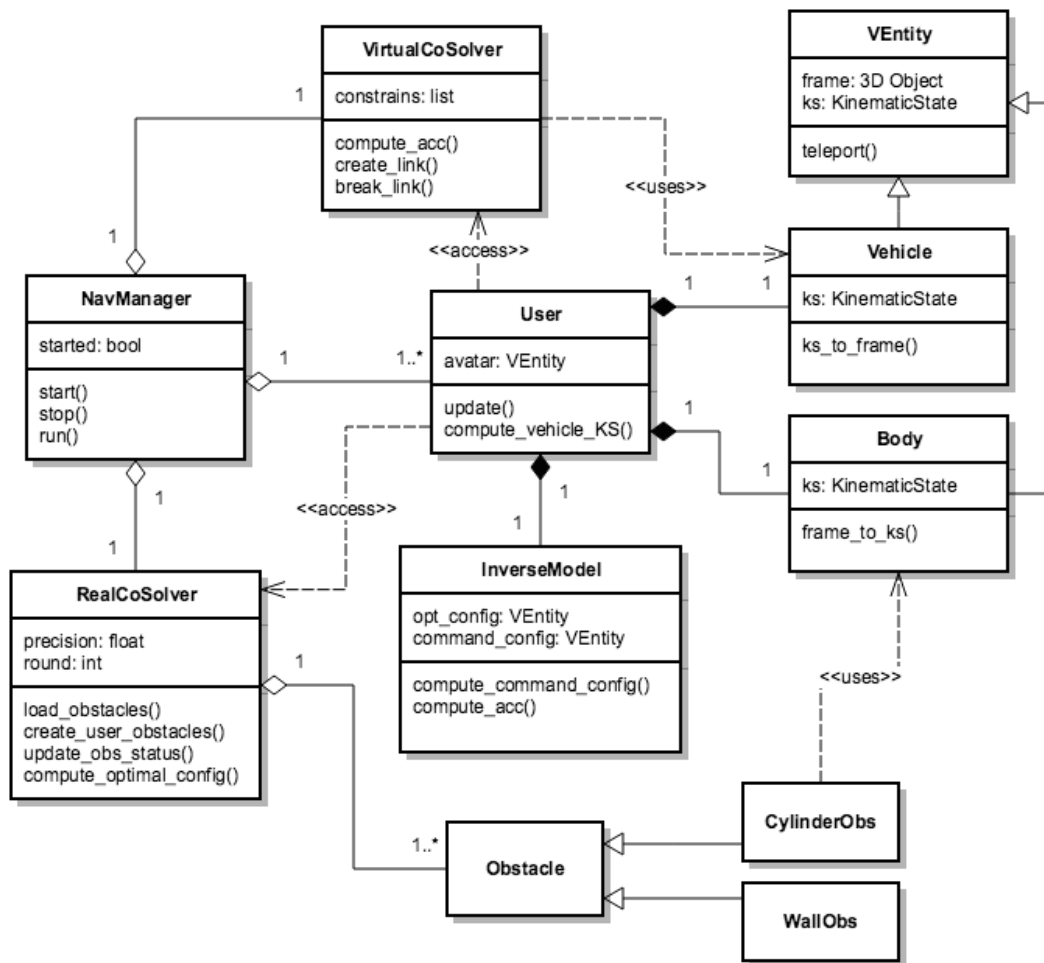 VirtualCoSolver
constrains: list
compute_acc()
create_link()
break_link()
VEntity
frame: 3D Object
ks: KinematicState
teleport()
1
<<uses>>
<<access>>
1
NavManager
started: bool
start()
stop()
run()
1
1..*
User
avatar: VEntity
update()
compute_vehicle_KS()
1
1
Vehicle
ks: KinematicState
ks_to_frame()
1
1
Body
ks: KinematicState
frame_to_ks()
1
1
<<access>>
1
1
RealCoSolver
precision: float
round: int
load_obstacles()
create_user_obstacles()
update_obs_status()
compute_optimal_config()
InverseModel
opt_config: VEntity
command_config: VEntity
compute_command_config()
compute_acc()
<<uses>>
1
1..*
Obstacle
CylinderObs
WallObs